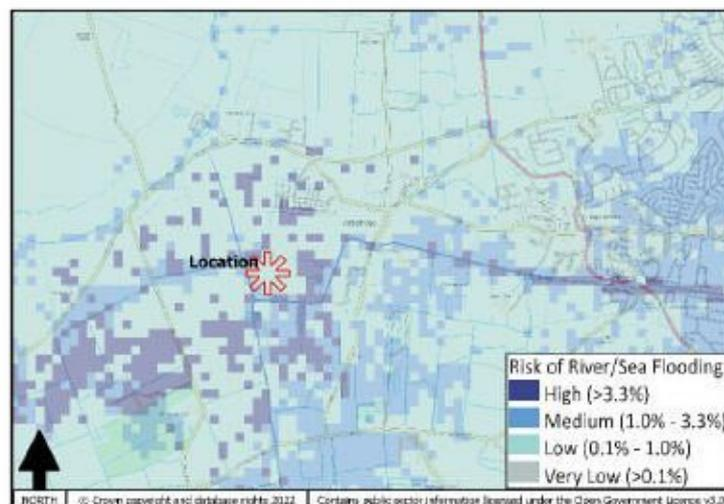 Location
Risk of River/Sea Flooding
High (>3.3%)
Medium (1.0% - 3.3%)
Low (0.1% - 1.0%)
Very Low (>0.1%)
NORTH
© Crown copyright and database rights 2022
Contains public sector information licensed under the Open Government Licence